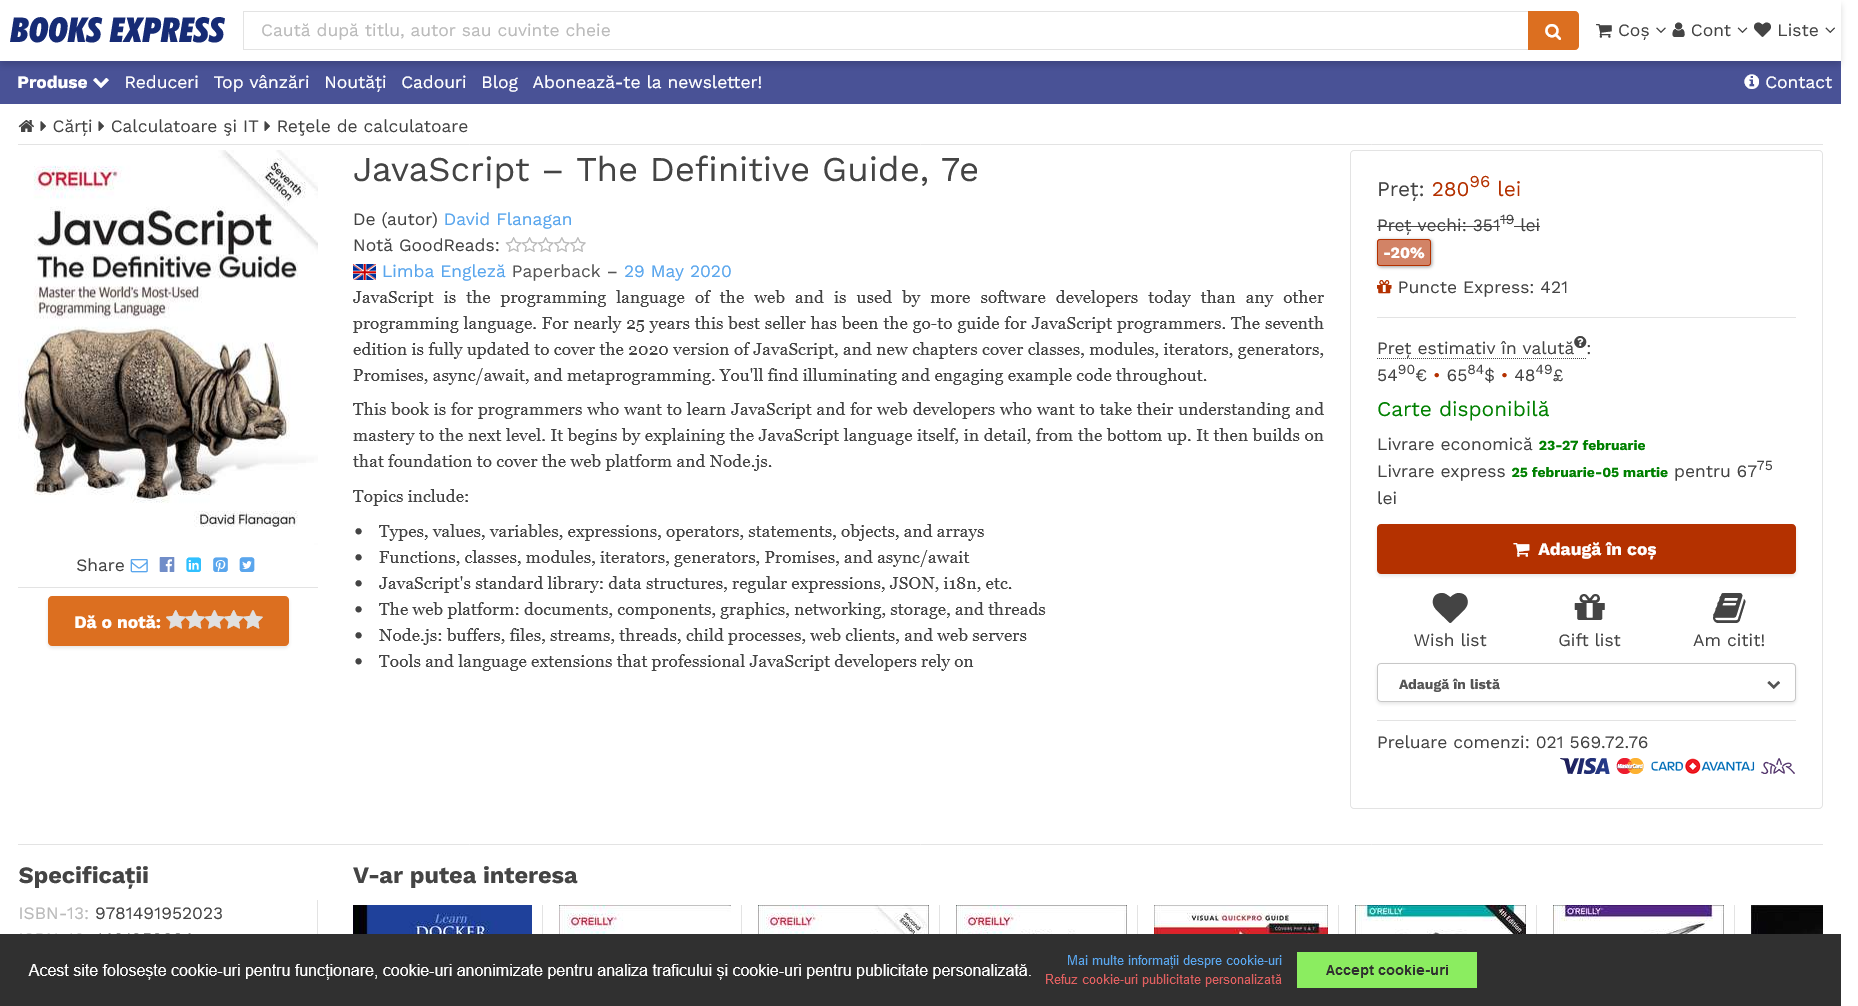 BOOKS EXPRESS
Caută după titlu, autor sau cuvinte cheie
Coș Cont Liste
Produse Reduceri Top vânzări Noutăți Cadouri Blog Abonează-te la newsletter! Contact
Cărți Calculatoare şi IT Reţele de calculatoare
O'REILLY
Seventh Edition
JavaScript
The Definitive Guide
Master the World's Most-Used
Programming Language
David Flanagan
Share
Dă o notă:
JavaScript – The Definitive Guide, 7e
De (autor) David Flanagan
Notă GoodReads:
Limba Engleză Paperback – 29 May 2020
JavaScript is the programming language of the web and is used by more software developers today than any other
programming language. For nearly 25 years this best seller has been the go-to guide for JavaScript programmers. The seventh
edition is fully updated to cover the 2020 version of JavaScript, and new chapters cover classes, modules, iterators, generators,
Promises, async/await, and metaprogramming. You'll find illuminating and engaging example code throughout.
This book is for programmers who want to learn JavaScript and for web developers who want to take their understanding and
mastery to the next level. It begins by explaining the JavaScript language itself, in detail, from the bottom up. It then builds on
that foundation to cover the web platform and Node.js.
Topics include:
• Types, values, variables, expressions, operators, statements, objects, and arrays
• Functions, classes, modules, iterators, generators, Promises, and async/await
• JavaScript's standard library: data structures, regular expressions, JSON, i18n, etc.
• The web platform: documents, components, graphics, networking, storage, and threads
• Node.js: buffers, files, streams, threads, child processes, web clients, and web servers
• Tools and language extensions that professional JavaScript developers rely on
Preț: 280⁹⁶ lei
Preț vechi: 351¹⁹ lei
-20%
Puncte Express: 421
Preț estimativ în valută:
54⁹⁰€ • 65⁸⁴$ • 48⁴⁹£
Carte disponibilă
Livrare economică 23-27 februarie
Livrare express 25 februarie-05 martie pentru 67⁷⁵
lei
Adaugă în coș
Wish list Gift list Am citit!
Adaugă în listă
Preluare comenzi: 021 569.72.76
VISA MasterCard CARD AVANTAJ STAR
Specificații
ISBN-13: 9781491952023
V-ar putea interesa
Learn
DOCKER
O'REILLY
O'REILLY
Second Edition
O'REILLY
VISUAL QUICKPRO GUIDE
O'REILLY
4th Edition
O'REILLY
Acest site folosește cookie-uri pentru funcționare, cookie-uri anonimizate pentru analiza traficului și cookie-uri pentru publicitate personalizată.
Mai multe informații despre cookie-uri
Refuz cookie-uri publicitate personalizată
Accept cookie-uri